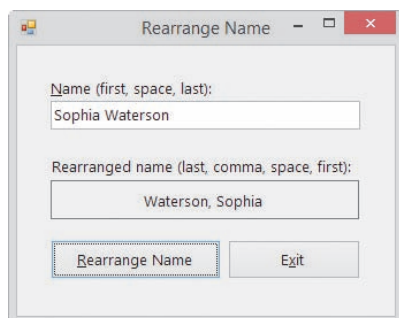 Rearrange Name
Name (first, space, last):
Sophia Waterson
Rearranged name (last, comma, space, first):
Waterson, Sophia
Rearrange Name Exit